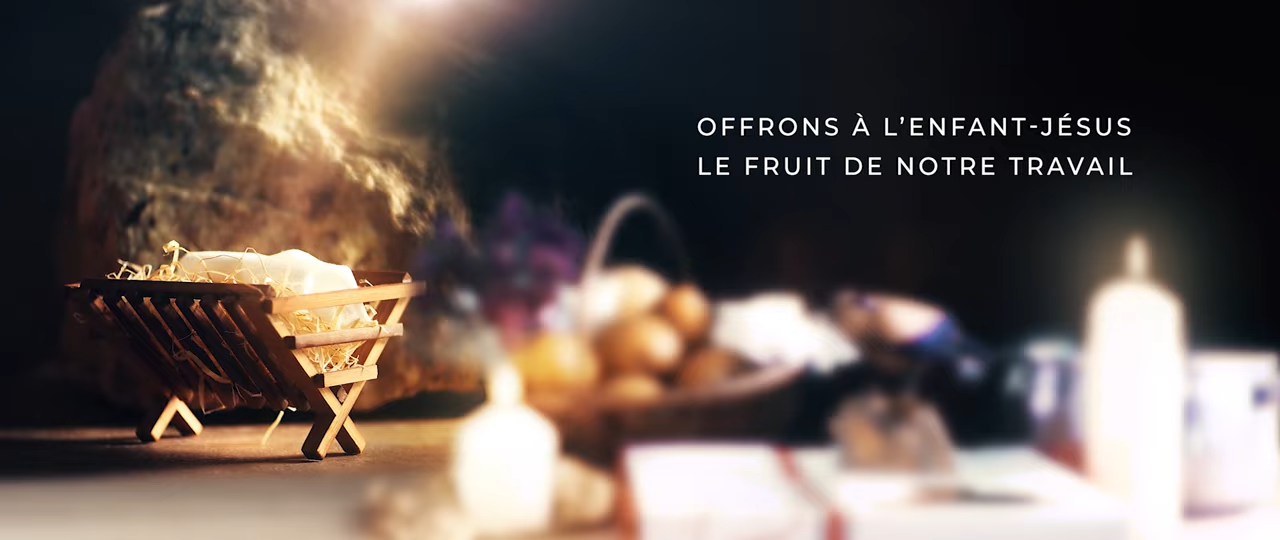 OFFRONS À L’ENFANT-JÉSUS
LE FRUIT DE NOTRE TRAVAIL